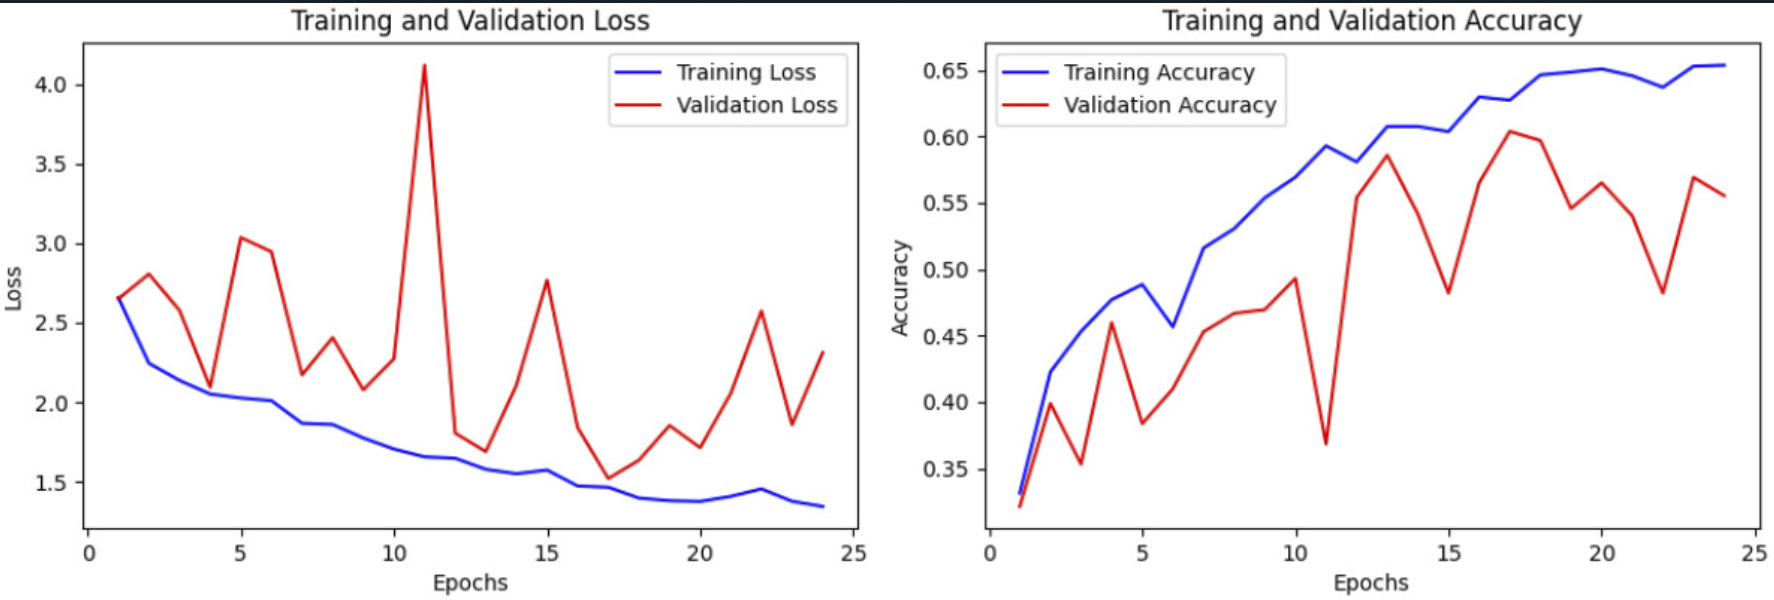 Training and Validation Loss
Training Loss
Validation Loss
4.0
3.5
3.0
2.5
2.0
1.5
Loss
0 5 10 15 20 25
Epochs
Training and Validation Accuracy
Training Accuracy
Validation Accuracy
0.65
0.60
0.55
0.50
0.45
0.40
0.35
Accuracy
0 5 10 15 20 25
Epochs